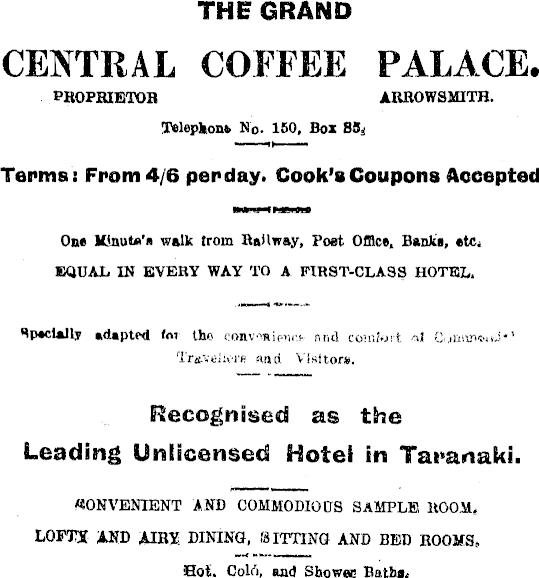 THE GRAND
CENTRAL COFFEE PALACE.
PROPRIETOR ARROWSMITH.
Telephone No. 150, Box 85.
Terms: From 4/6 per day. Cook's Coupons Accepted
One Minute's walk from Railway, Post Office, Banks, etc.
EQUAL IN EVERY WAY TO A FIRST-CLASS HOTEL.
Specially adapted for the convenience and comfort of Commercial
Travellers and Visitors.
Recognised as the
Leading Unlicensed Hotel in Taranaki.
CONVENIENT AND COMMODIOUS SAMPLE ROOM.
LOFTY AND AIRY DINING, SITTING AND BED ROOMS.
Hot, Cold, and Shower Baths.